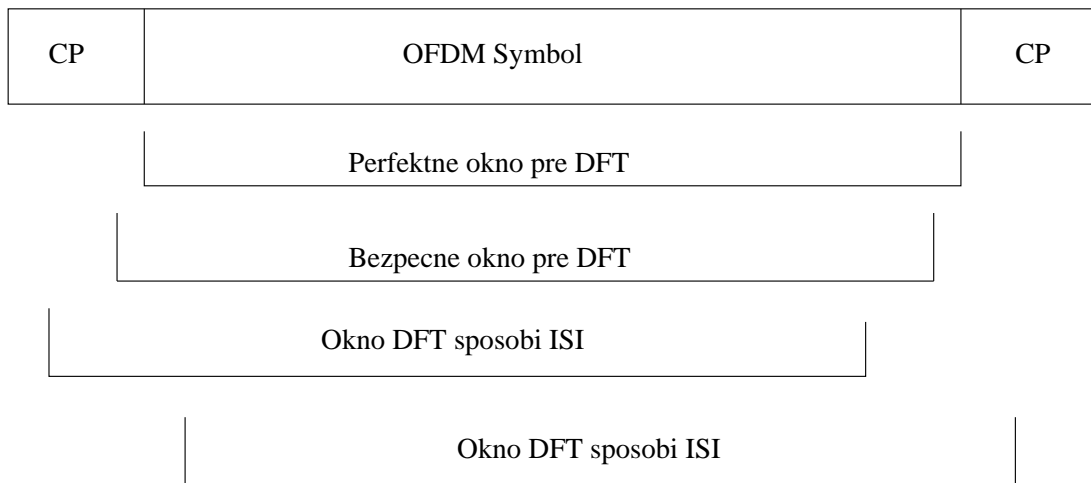 CP OFDM Symbol CP
Perfektne okno pre DFT
Bezpecne okno pre DFT
Okno DFT sposobi ISI
Okno DFT sposobi ISI